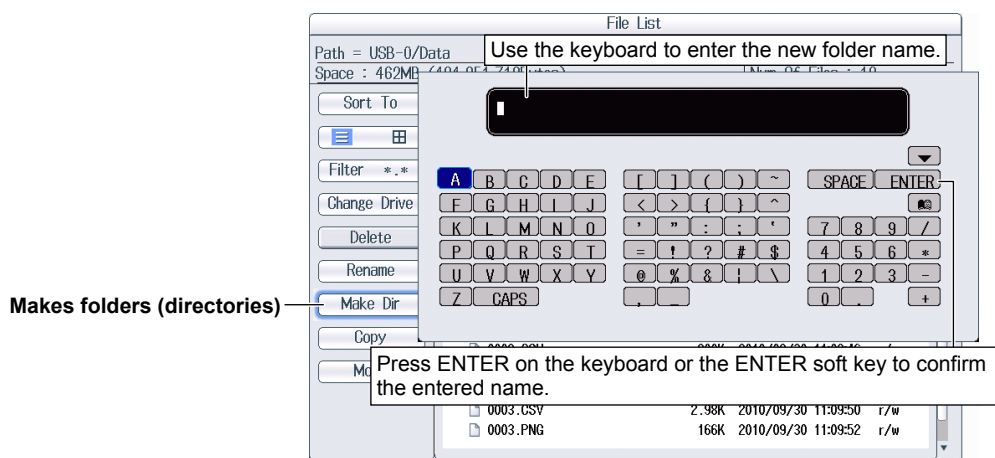 File List
Path = USB-0/Data
Use the keyboard to enter the new folder name.
Space : 462MB
Num Of Files : 10
Sort To
Filter *.*
Change Drive
Delete
Rename
Make Dir
Copy
Makes folders (directories)
A B C D E [ ] ( ) ~ SPACE ENTER
F G H I J < > { } ^
K L M N O ' " : ; ‛ 7 8 9 /
P Q R S T = ! ? # $ 4 5 6 *
U V W X Y @ % & ¦ \ 1 2 3 -
Z CAPS , _ 0 . +
Press ENTER on the keyboard or the ENTER soft key to confirm
the entered name.
0003.CSV 2.98K 2010/09/30 11:09:50 r/w
0003.PNG 166K 2010/09/30 11:09:52 r/w